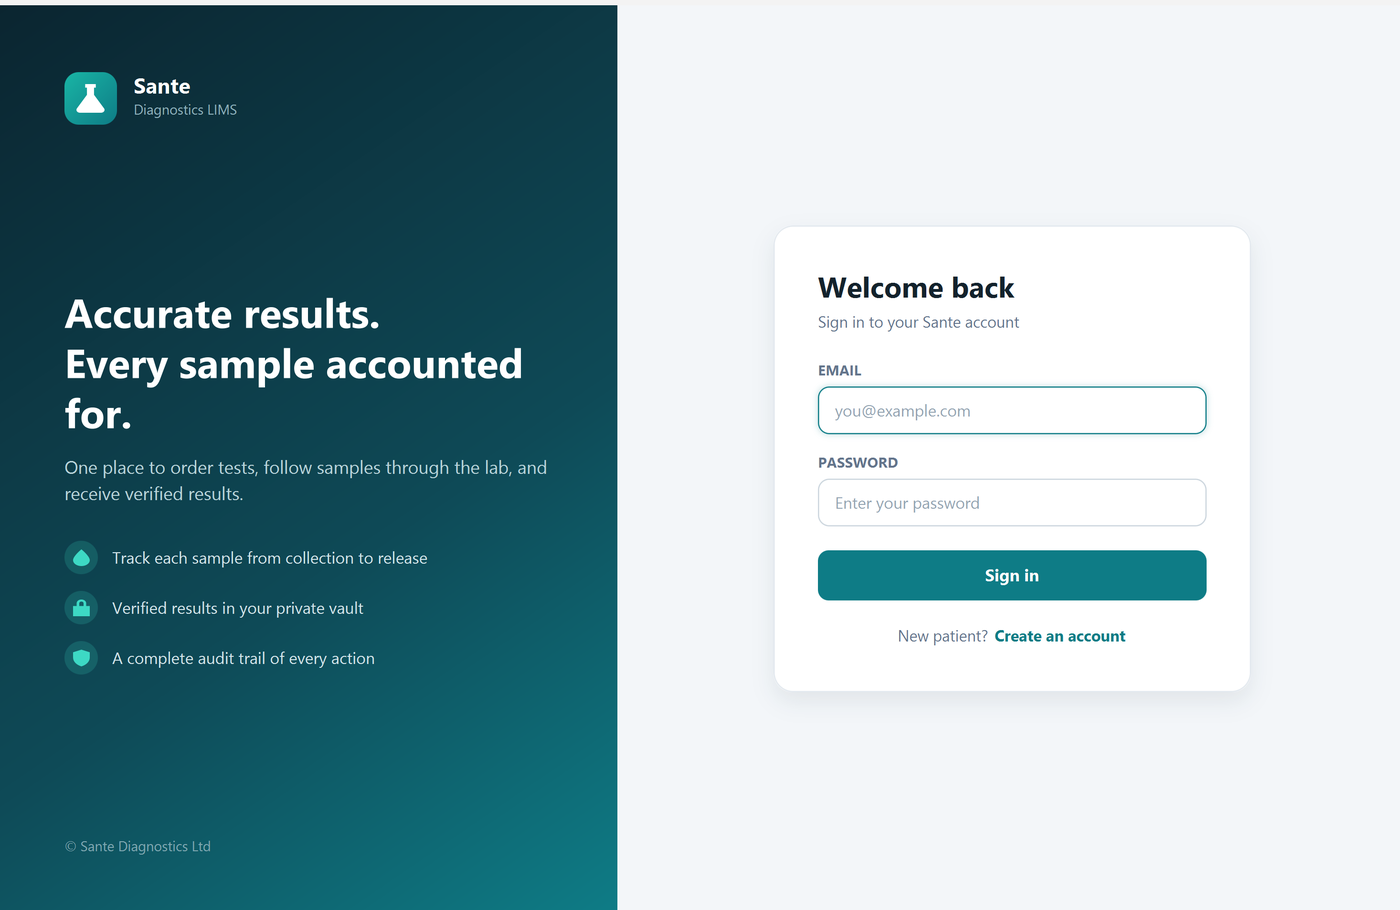 Sante
Diagnostics LIMS
Accurate results.
Every sample accounted
for.
One place to order tests, follow samples through the lab, and
receive verified results.
Track each sample from collection to release
Verified results in your private vault
A complete audit trail of every action
© Sante Diagnostics Ltd
Welcome back
Sign in to your Sante account
EMAIL
you@example.com
PASSWORD
Enter your password
Sign in
New patient? Create an account